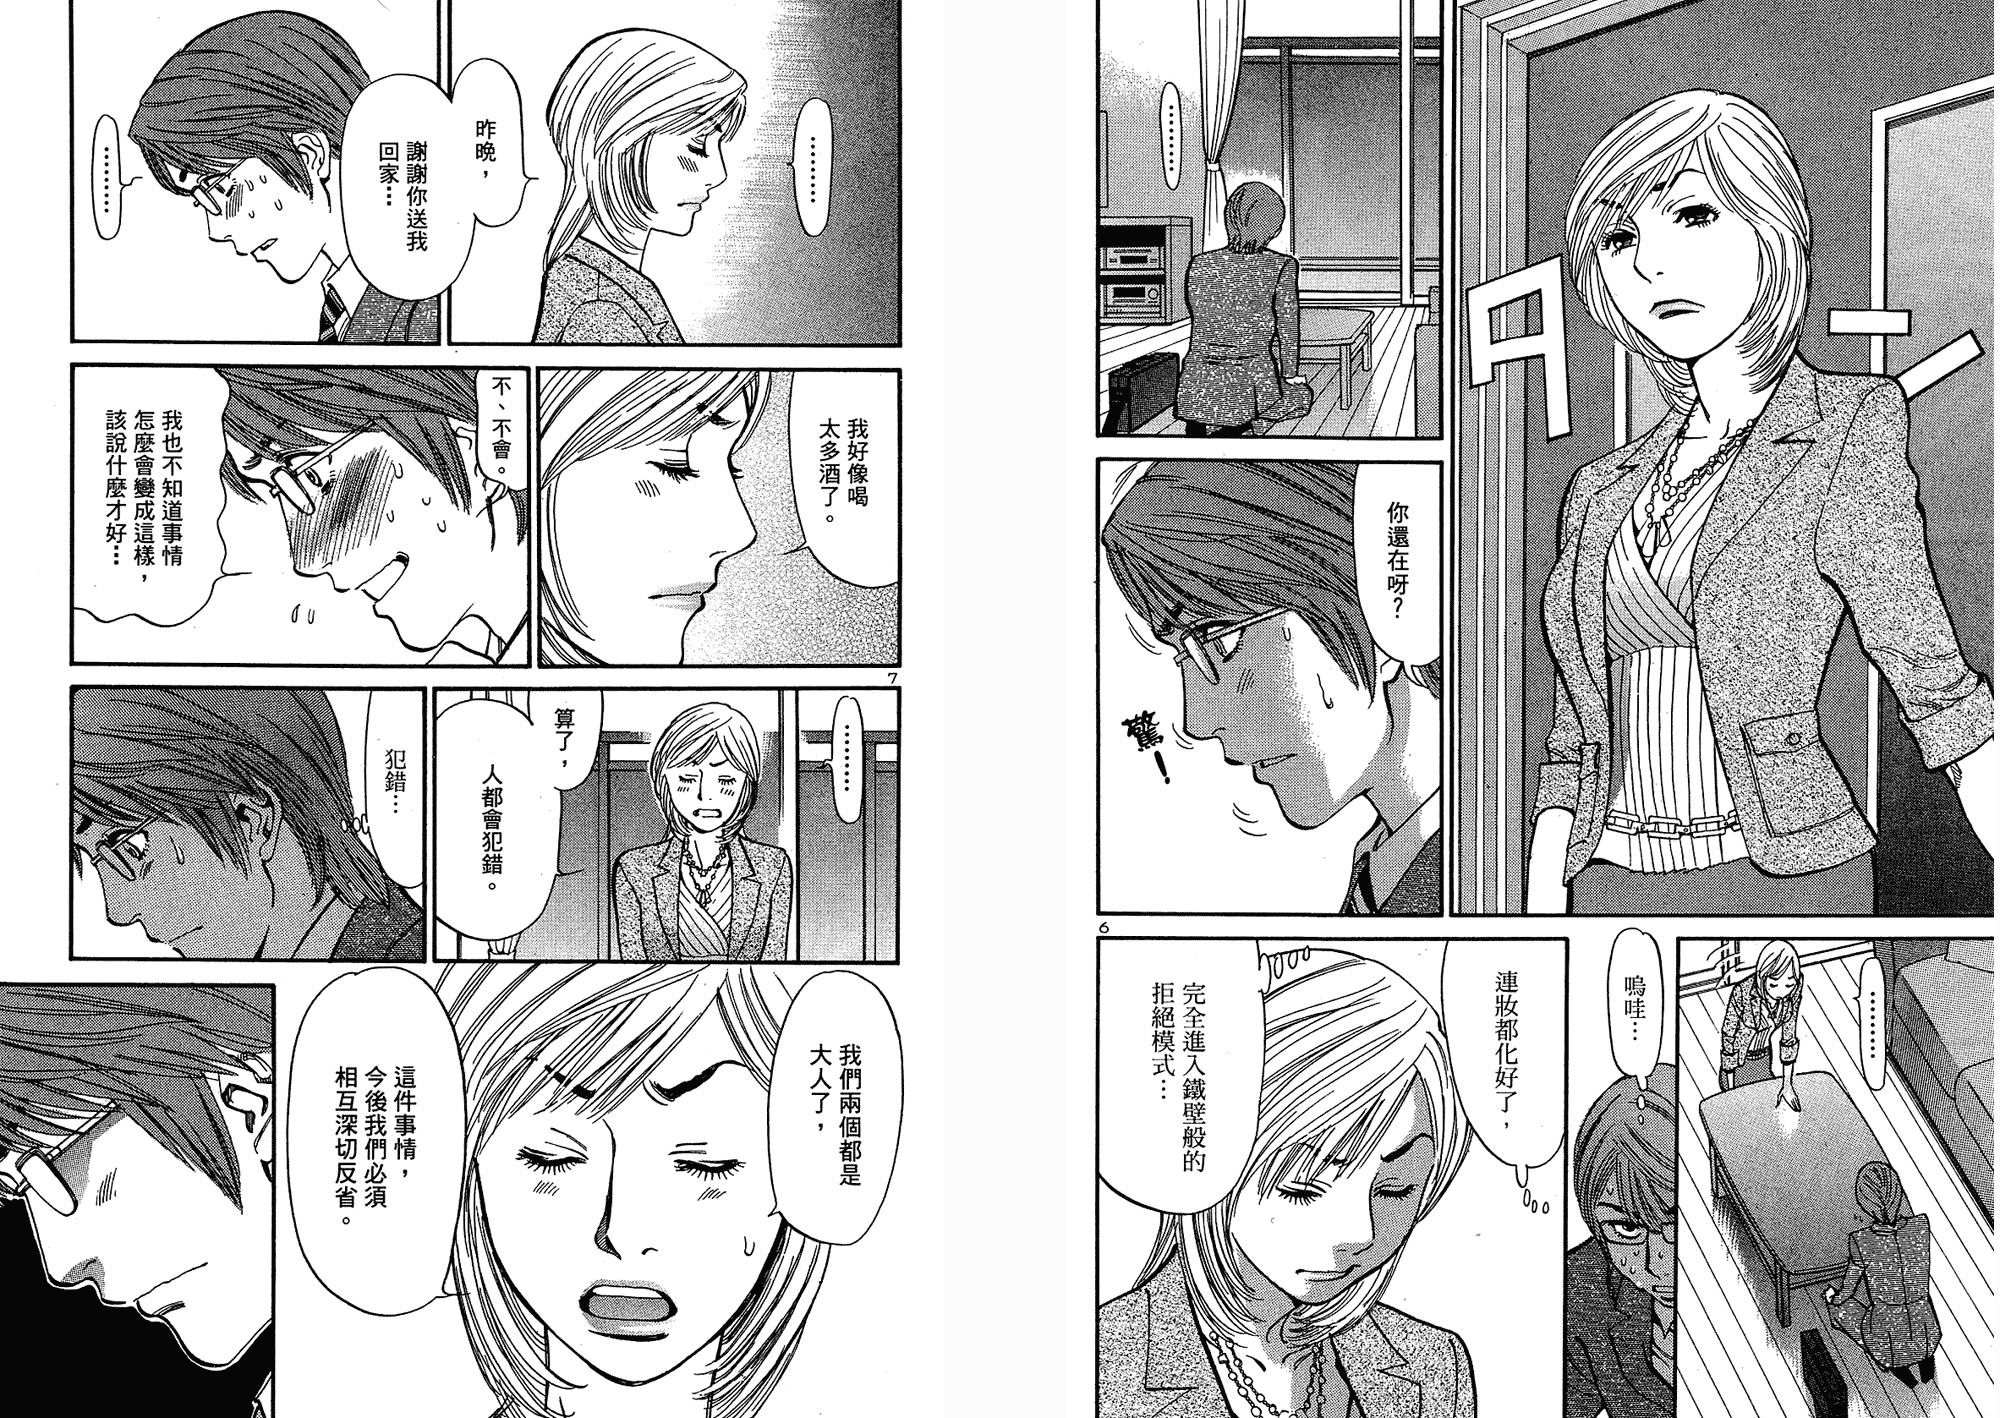 ガ
ラ
………
你還在呀？
驚！
………
嗚哇…
連妝都化好了，
完全進入鐵壁般的
拒絕模式…
6
………
昨晚，
謝謝你送我
回家…
………
我好像喝
太多酒了。
不、不會。
我也不知道事情
怎麼會變成這樣，
該說什麼才好…
7
………
算了，
人都會犯錯。
犯錯…
我們兩個都是
大人了，
這件事情，
今後我們必須
相互深切反省。